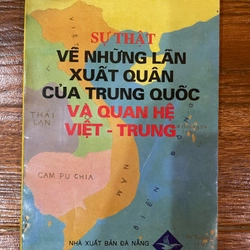 SỰ THẬT
VỀ NHỮNG LẦN
XUẤT QUÂN
CỦA TRUNG QUỐC
VÀ QUAN HỆ
VIỆT - TRUNG
THÁI
LAN
CAM PU CHIA
NAM
NHÀ XUẤT BẢN ĐÀ NẴNG